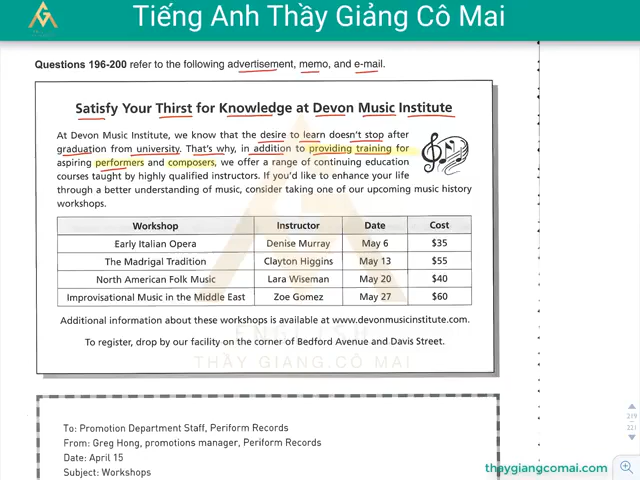 Tiếng Anh Thầy Giảng Cô Mai
Questions 196-200 refer to the following advertisement, memo, and e-mail.
Satisfy Your Thirst for Knowledge at Devon Music Institute
At Devon Music Institute, we know that the desire to learn doesn't stop after
graduation from university. That's why, in addition to providing training for
aspiring performers and composers, we offer a range of continuing education
courses taught by highly qualified instructors. If you'd like to enhance your life
through a better understanding of music, consider taking one of our upcoming music history
workshops.
Workshop Instructor Date Cost
Early Italian Opera Denise Murray May 6 $35
The Madrigal Tradition Clayton Higgins May 13 $55
North American Folk Music Lara Wiseman May 20 $40
Improvisational Music in the Middle East Zoe Gomez May 27 $60
Additional information about these workshops is available at www.devonmusicinstitute.com.
ENGLISH
To register, drop by our facility on the corner of Bedford Avenue and Davis Street.
THẦY GIẢNG.CÔ MAI
To: Promotion Department Staff, Periform Records
From: Greg Hong, promotions manager, Periform Records
Date: April 15
Subject: Workshops
219
221
thaygiangcomai.com